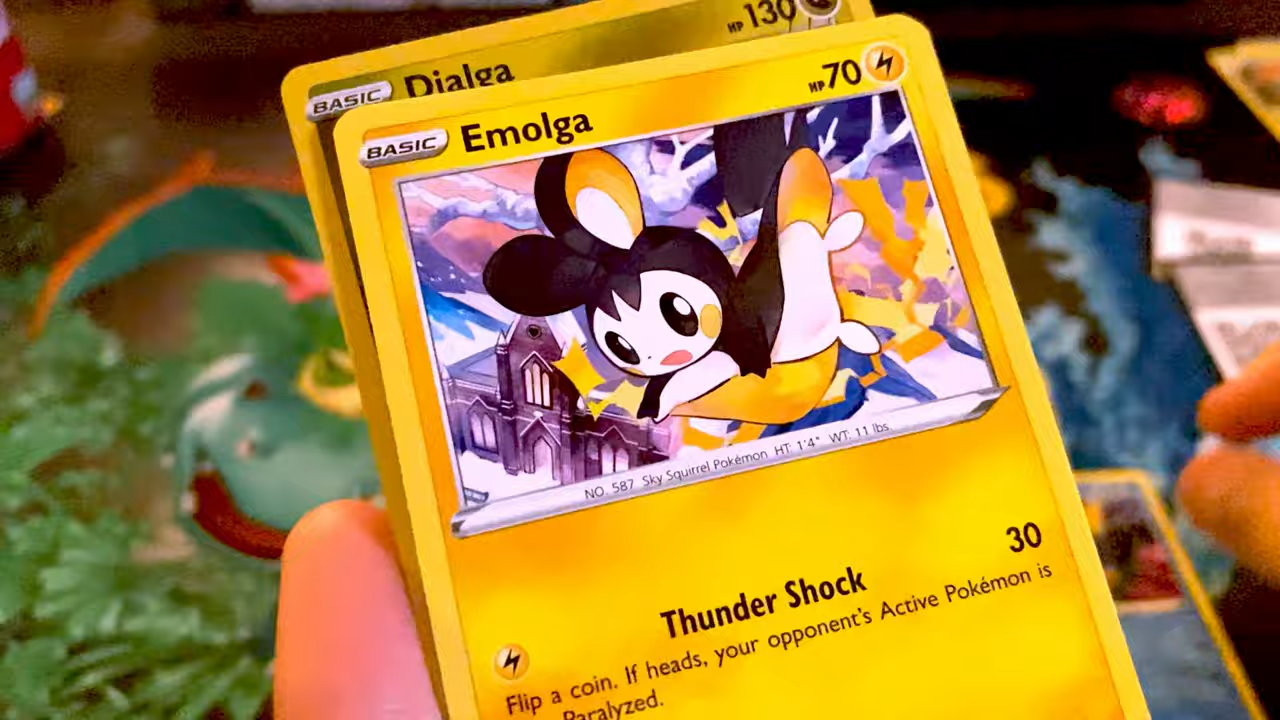 BASIC Dialga HP 130
BASIC Emolga HP 70
NO. 587 Sky Squirrel Pokémon HT: 1'4" WT: 11 lbs.
Thunder Shock 30
Flip a coin. If heads, your opponent's Active Pokémon is
Paralyzed.